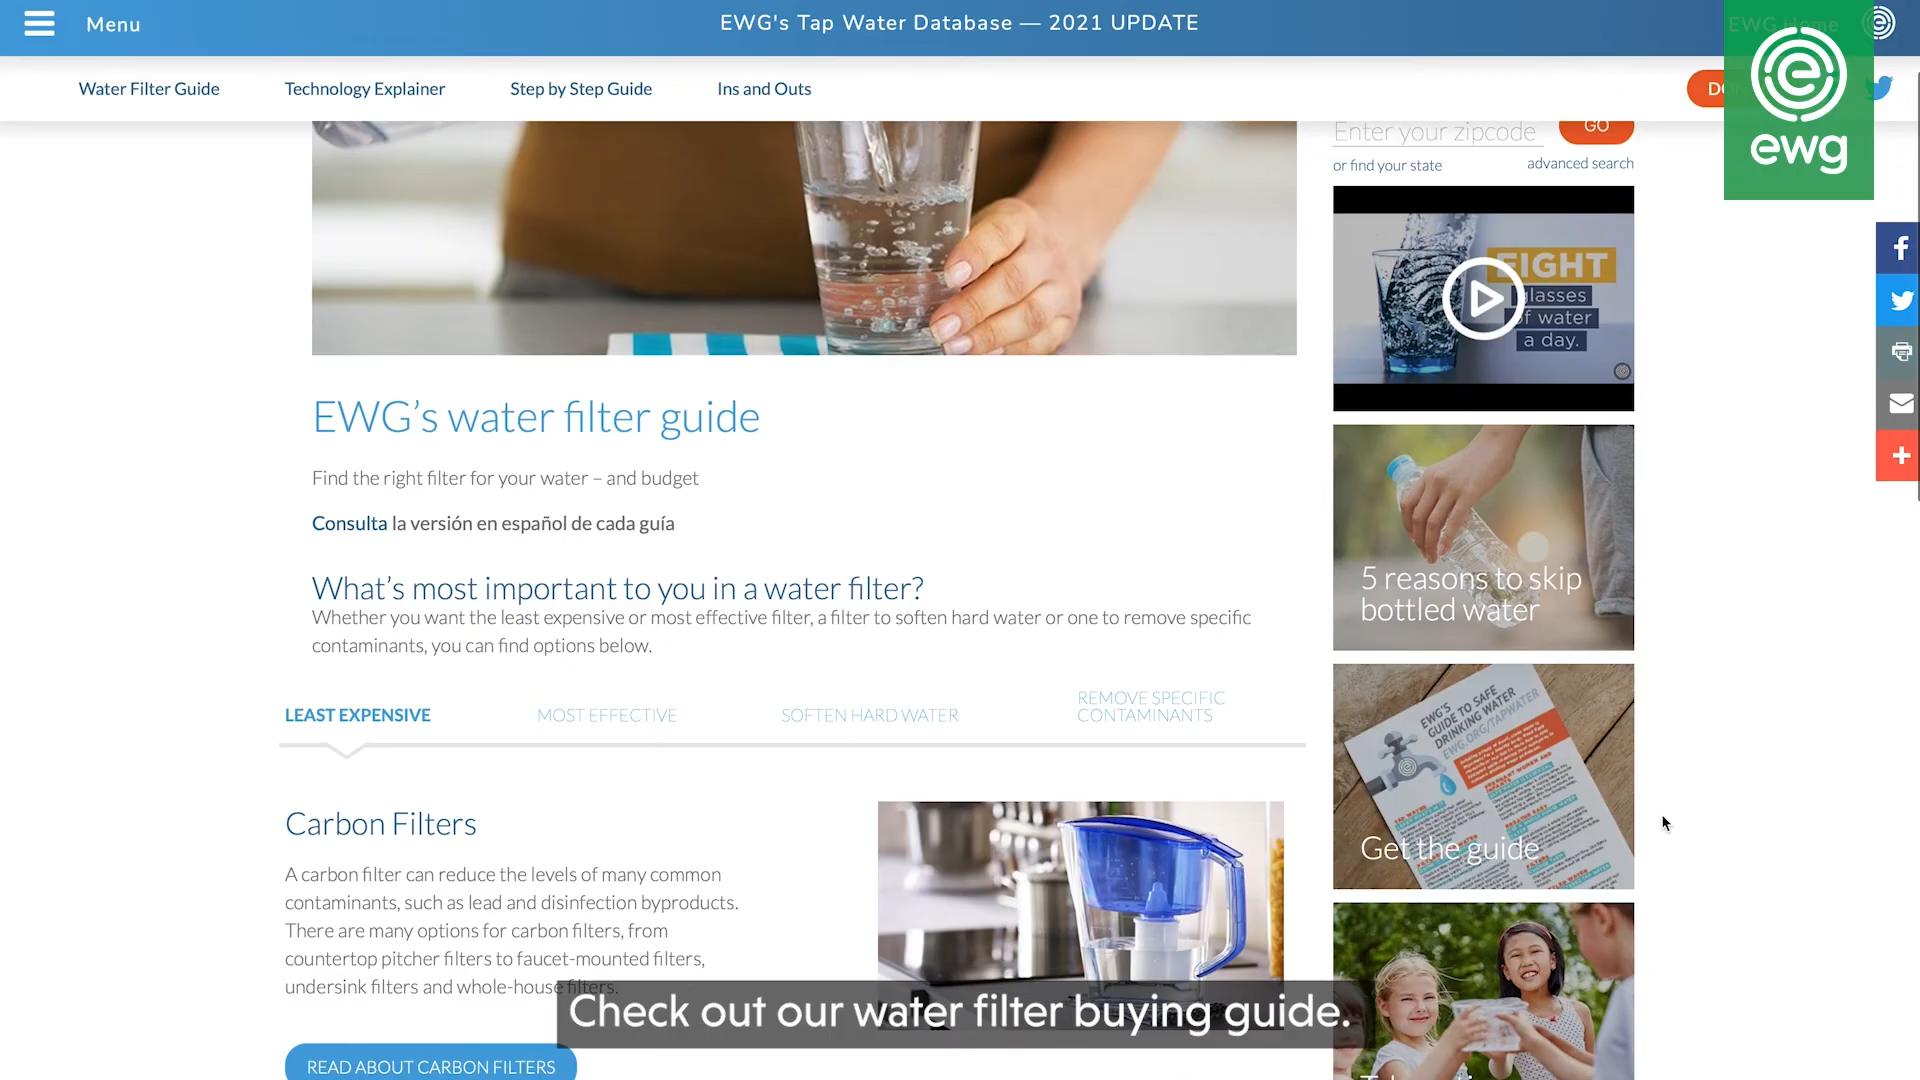 Menu
EWG's Tap Water Database — 2021 UPDATE
EWG Home
Water Filter Guide
Technology Explainer
Step by Step Guide
Ins and Outs
ewg
Enter your zipcode
GO
or find your state
advanced search
EIGHT
glasses
of water
a day.
EWG's water filter guide
Find the right filter for your water – and budget
Consulta la versión en español de cada guía
What's most important to you in a water filter?
Whether you want the least expensive or most effective filter, a filter to soften hard water or one to remove specific
contaminants, you can find options below.
LEAST EXPENSIVE
MOST EFFECTIVE
SOFTEN HARD WATER
REMOVE SPECIFIC
CONTAMINANTS
Carbon Filters
A carbon filter can reduce the levels of many common
contaminants, such as lead and disinfection byproducts.
There are many options for carbon filters, from
countertop pitcher filters to faucet-mounted filters,
undersink filters and whole-house filters.
READ ABOUT CARBON FILTERS
5 reasons to skip
bottled water
EWG'S
GUIDE TO SAFE
DRINKING WATER
EWG.ORG/TAPWATER
Get the guide
Check out our water filter buying guide.